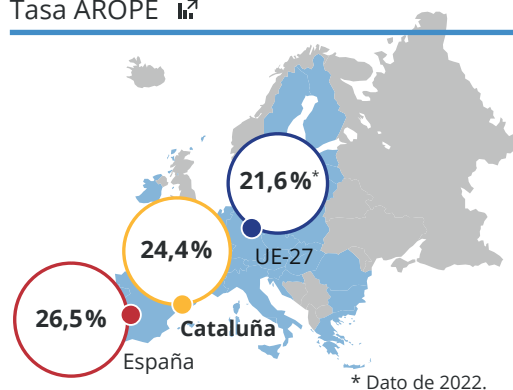 Tasa AROPE
21,6%*
UE-27
24,4%
Cataluña
26,5%
España
* Dato de 2022.